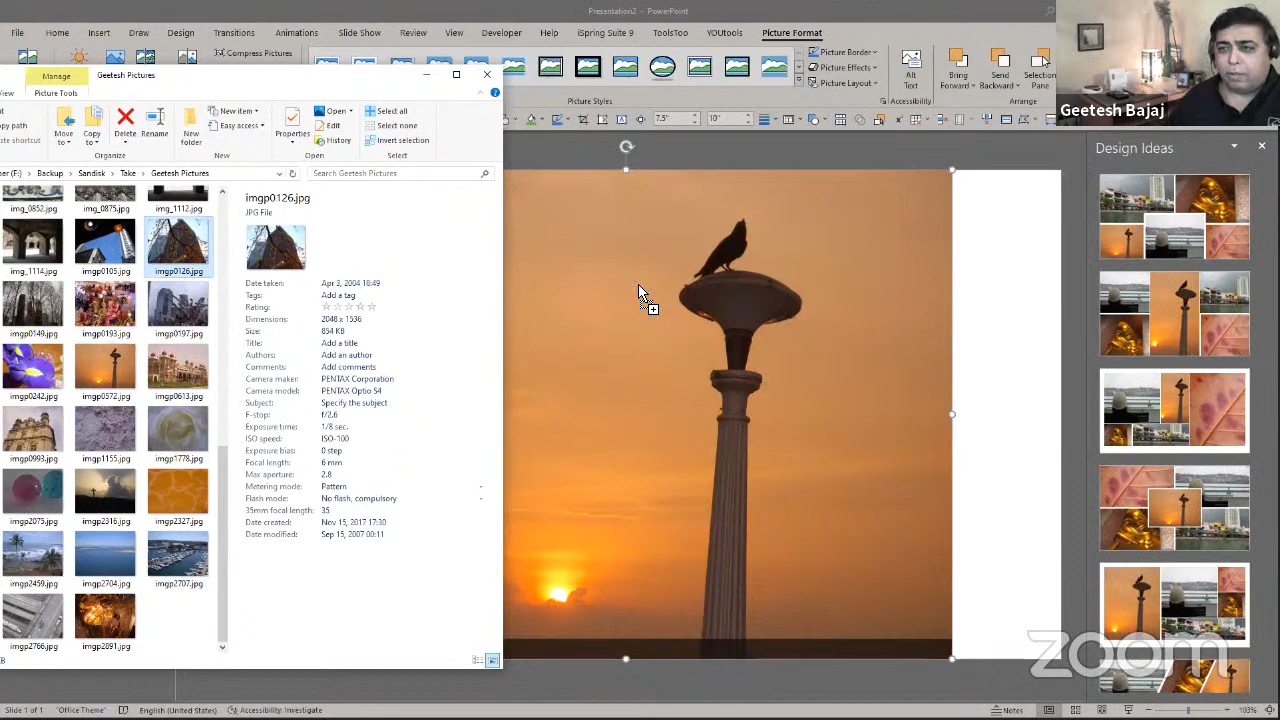 Presentation2 - PowerPoint
File Home Insert Draw Design Transitions Animations Slide Show Review View Developer Help iSpring Suite 9 ToolsToo YOUtools Picture Format
Compress Pictures
Picture Border
Picture Effects
Picture Layout
Alt Text
Bring Forward
Send Backward
Selection Pane
Picture Styles
Accessibility
Arrange
7.5"
10"
Geetesh Bajaj
Manage
Geetesh Pictures
View
Picture Tools
Move to
Copy to
Delete
Rename
New folder
New item
Easy access
Properties
Open
Edit
History
Select all
Select none
Invert selection
Organize
New
Open
Select
(F:) Backup Sandisk Take Geetesh Pictures
Search Geetesh Pictures
img_0852.jpg img_0875.jpg img_1112.jpg
img_1114.jpg imgp0105.jpg imgp0126.jpg
imgp0149.jpg imgp0193.jpg imgp0197.jpg
imgp0242.jpg imgp0572.jpg imgp0613.jpg
imgp0993.jpg imgp1155.jpg imgp1778.jpg
imgp2075.jpg imgp2316.jpg imgp2327.jpg
imgp2459.jpg imgp2704.jpg imgp2707.jpg
imgp2766.jpg imgp2891.jpg
imgp0126.jpg
JPG File
Date taken: Apr 3, 2004 18:49
Tags: Add a tag
Rating:
Dimensions: 2048 x 1536
Size: 854 KB
Title: Add a title
Authors: Add an author
Comments: Add comments
Camera maker: PENTAX Corporation
Camera model: PENTAX Optio S4
Subject: Specify the subject
F-stop: f/2.6
Exposure time: 1/8 sec.
ISO speed: ISO-100
Exposure bias: 0 step
Focal length: 6 mm
Max aperture: 2.8
Metering mode: Pattern
Flash mode: No flash, compulsory
35mm focal length: 35
Date created: Nov 15, 2017 17:30
Date modified: Sep 15, 2007 00:11
Design Ideas
zoom
Slide 1 of 1 "Office Theme" English (United States) Accessibility: Investigate Notes 103%